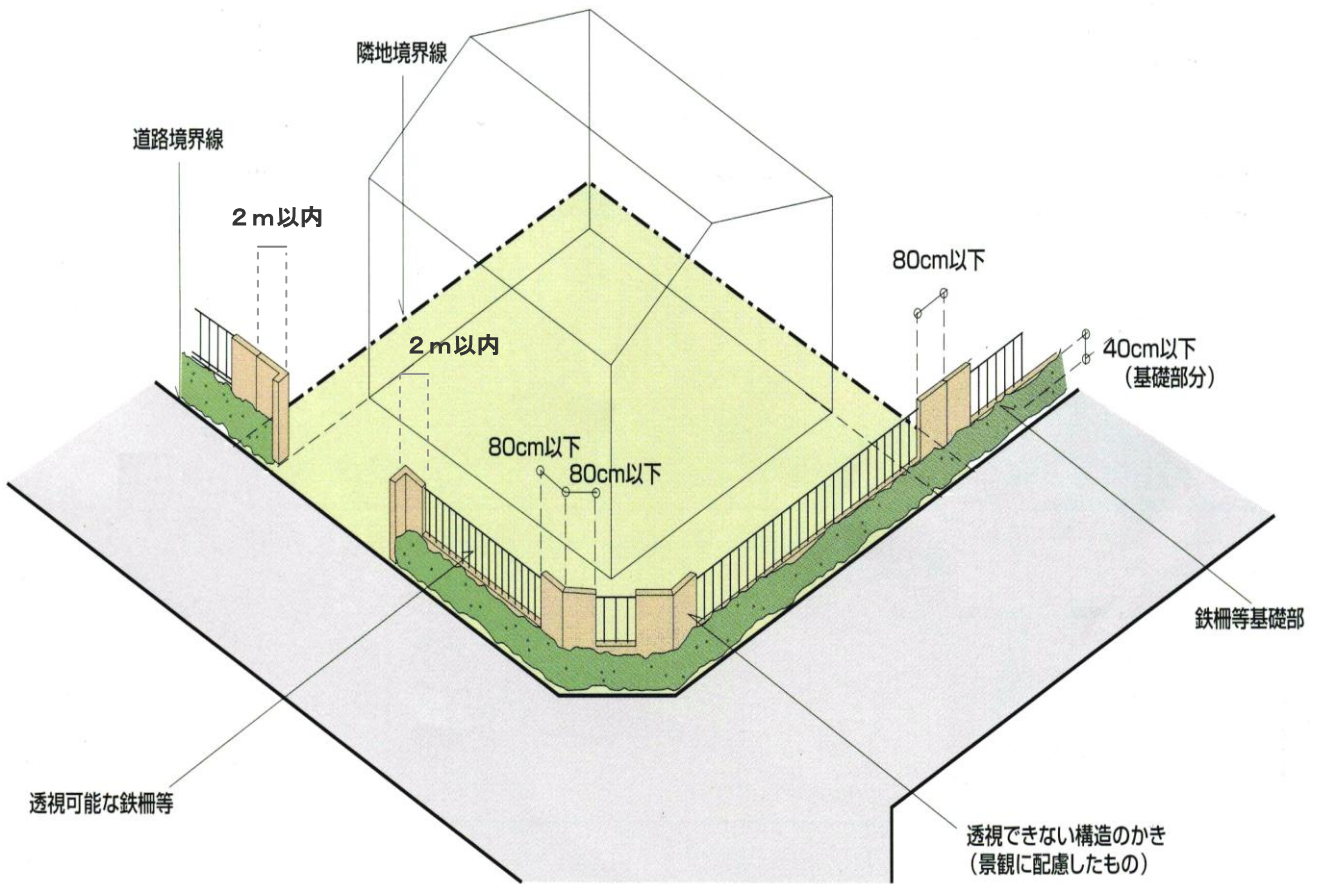 隣地境界線
道路境界線
２ｍ以内
80cm以下
２ｍ以内
40cm以下
（基礎部分）
80cm以下
80cm以下
鉄柵等基礎部
透視可能な鉄柵等
透視できない構造のかき
（景観に配慮したもの）